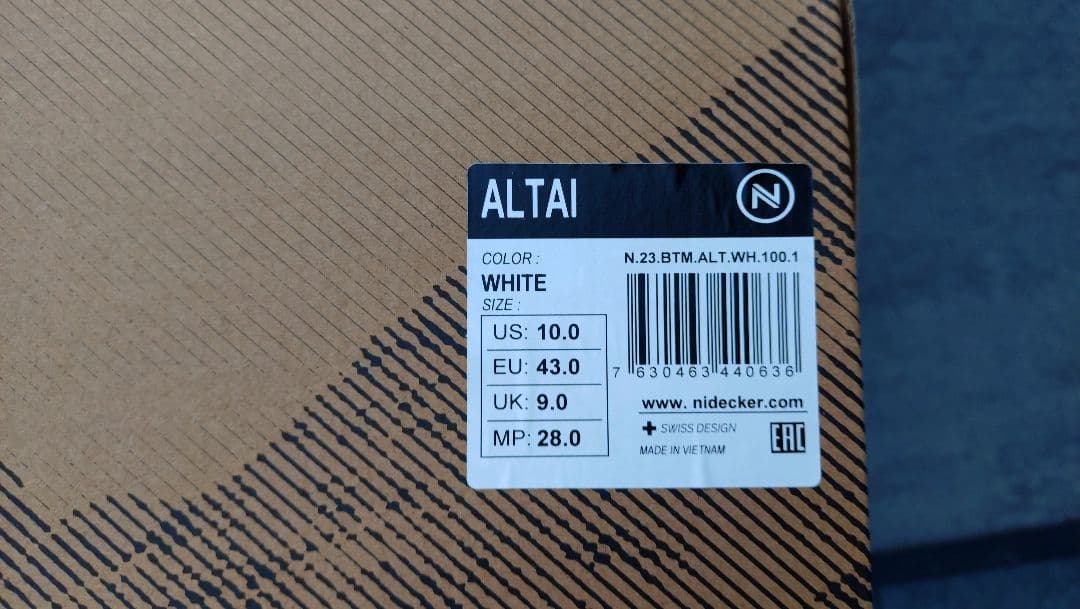 ALTAI
N
COLOR :
WHITE
N.23.BTM.ALT.WH.100.1
SIZE :
US: 10.0
EU: 43.0
UK: 9.0
MP: 28.0
7 630463 440636
www. nidecker.com
SWISS DESIGN
MADE IN VIETNAM
EAC